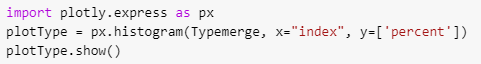 import plotly.express as px
plotType = px.histogram(Typemerge, x="index", y=['percent'])
plotType.show()